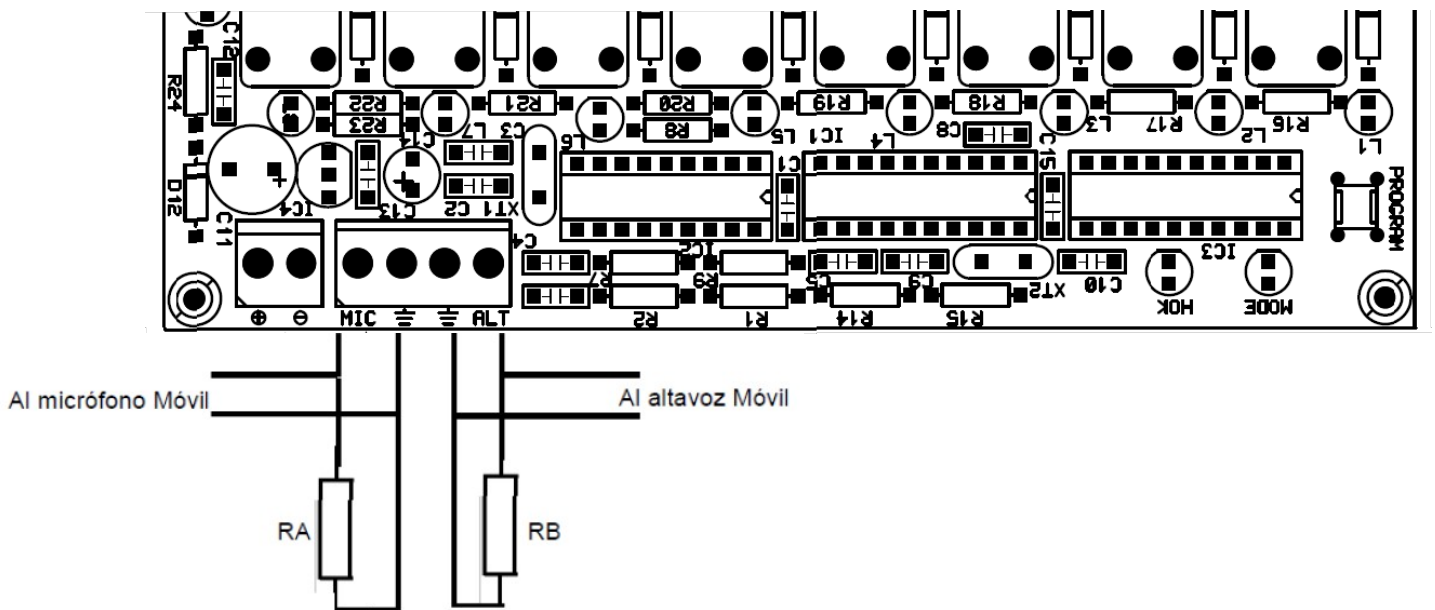 C12
R24
R22
R21
R20
R19
R18
R17
R16
R23
L7
C3
L6
R8
L5
IC1
L4
C8
L3
L2
L1
C14
C1
C15
D12
C11
IC4
C13
C2
XT1
PROGRAM
C4
IC2
IC3
R7
R9
C5
C9
XT2
C10
HOK
MODE
⊕ ⊖ MIC ⏚ ⏚ ALT
R2
R1
R14
R15
Al micrófono Móvil
Al altavoz Móvil
RA
RB